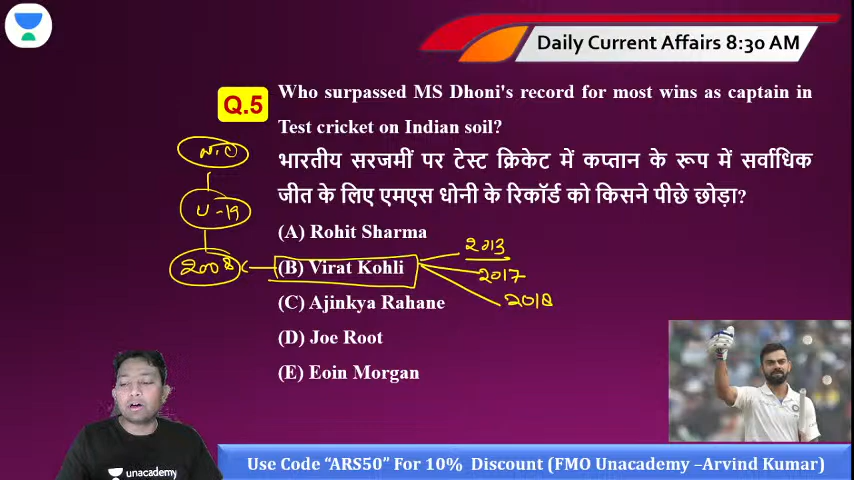 Daily Current Affairs 8:30 AM
Q.5
Who surpassed MS Dhoni's record for most wins as captain in
Test cricket on Indian soil?
भारतीय सरजमीं पर टेस्ट क्रिकेट में कप्तान के रूप में सर्वाधिक
जीत के लिए एमएस धोनी के रिकॉर्ड को किसने पीछे छोड़ा?
(A) Rohit Sharma
(B) Virat Kohli
(C) Ajinkya Rahane
(D) Joe Root
(E) Eoin Morgan
U-19
2008
2013
2017
2018
unacademy
Use Code “ARS50” For 10% Discount (FMO Unacademy –Arvind Kumar)